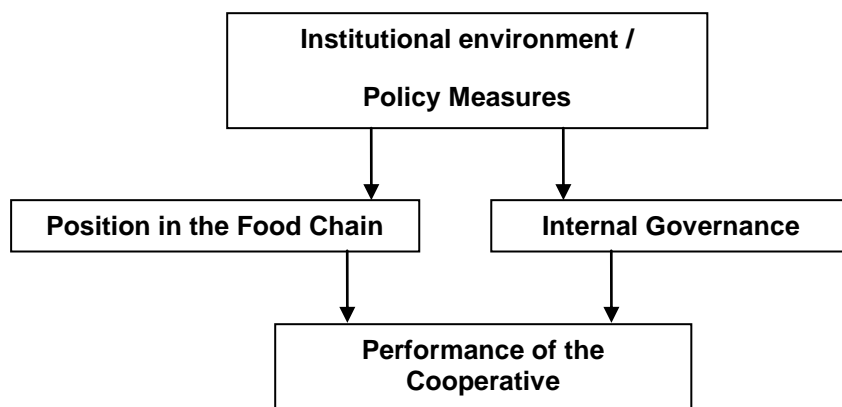 Institutional environment /
Policy Measures
Position in the Food Chain
Internal Governance
Performance of the
Cooperative